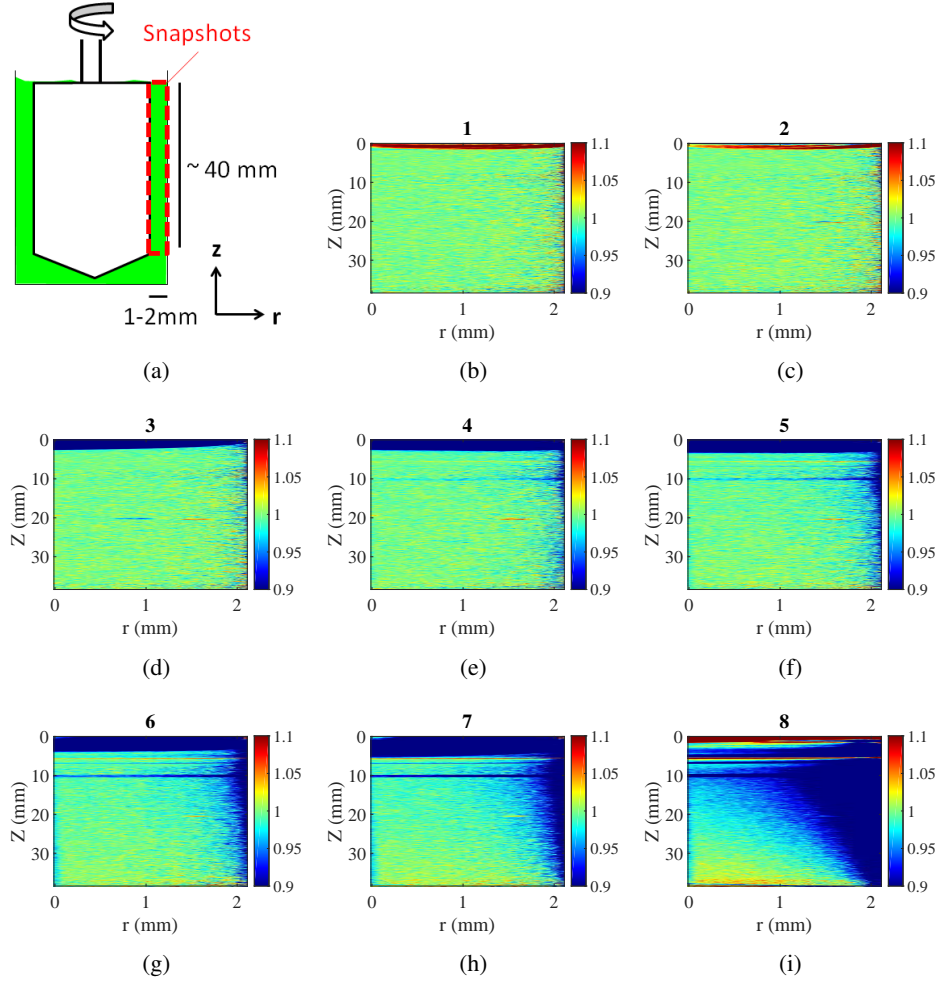 Snapshots
~ 40 mm
z
r
1-2mm
(a)
1
0
10
20
30
Z (mm)
0 1 2
r (mm)
1.1
1.05
1
0.95
0.9
(b)
2
0
10
20
30
Z (mm)
0 1 2
r (mm)
1.1
1.05
1
0.95
0.9
(c)
3
0
10
20
30
Z (mm)
0 1 2
r (mm)
1.1
1.05
1
0.95
0.9
(d)
4
0
10
20
30
Z (mm)
0 1 2
r (mm)
1.1
1.05
1
0.95
0.9
(e)
5
0
10
20
30
Z (mm)
0 1 2
r (mm)
1.1
1.05
1
0.95
0.9
(f)
6
0
10
20
30
Z (mm)
0 1 2
r (mm)
1.1
1.05
1
0.95
0.9
(g)
7
0
10
20
30
Z (mm)
0 1 2
r (mm)
1.1
1.05
1
0.95
0.9
(h)
8
0
10
20
30
Z (mm)
0 1 2
r (mm)
1.1
1.05
1
0.95
0.9
(i)